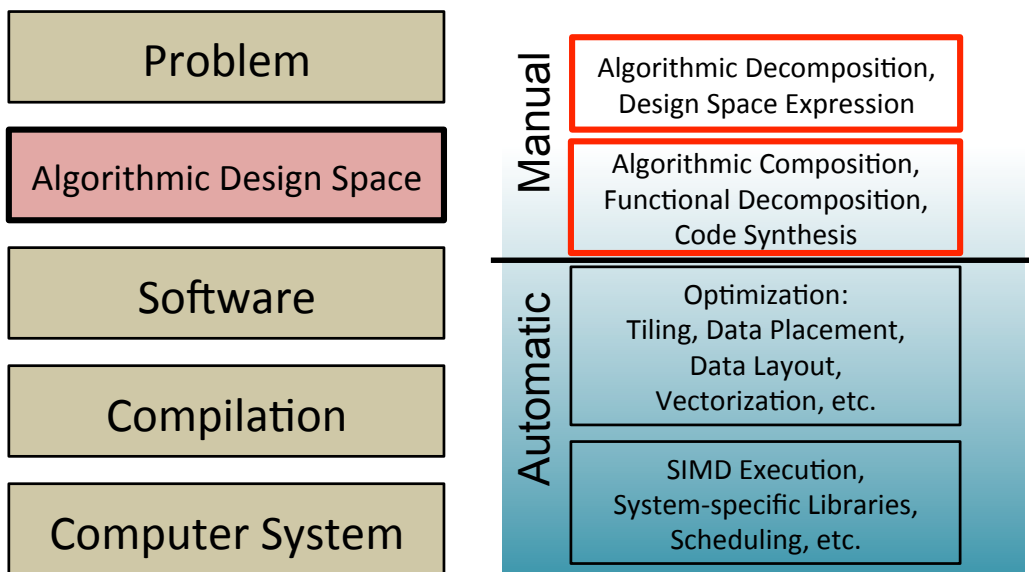 Problem
Algorithmic Design Space
Software
Compilation
Computer System
Manual
Algorithmic Decomposition,
Design Space Expression
Algorithmic Composition,
Functional Decomposition,
Code Synthesis
Automatic
Optimization:
Tiling, Data Placement,
Data Layout,
Vectorization, etc.
SIMD Execution,
System-specific Libraries,
Scheduling, etc.